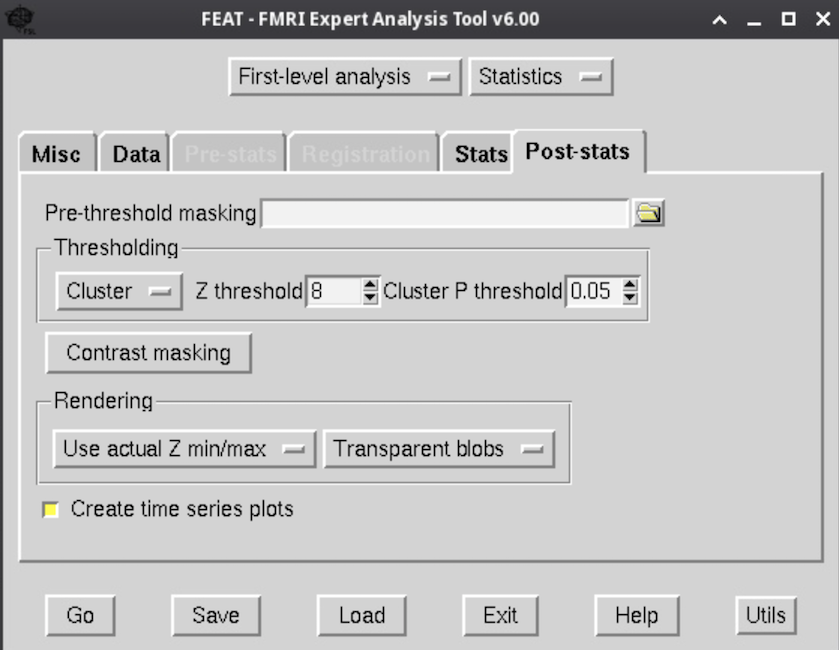 FEAT - FMRI Expert Analysis Tool v6.00
First-level analysis Statistics
Misc Data Pre-stats Registration Stats Post-stats
Pre-threshold masking
Thresholding
Cluster Z threshold 8 Cluster P threshold 0.05
Contrast masking
Rendering
Use actual Z min/max Transparent blobs
Create time series plots
Go Save Load Exit Help Utils